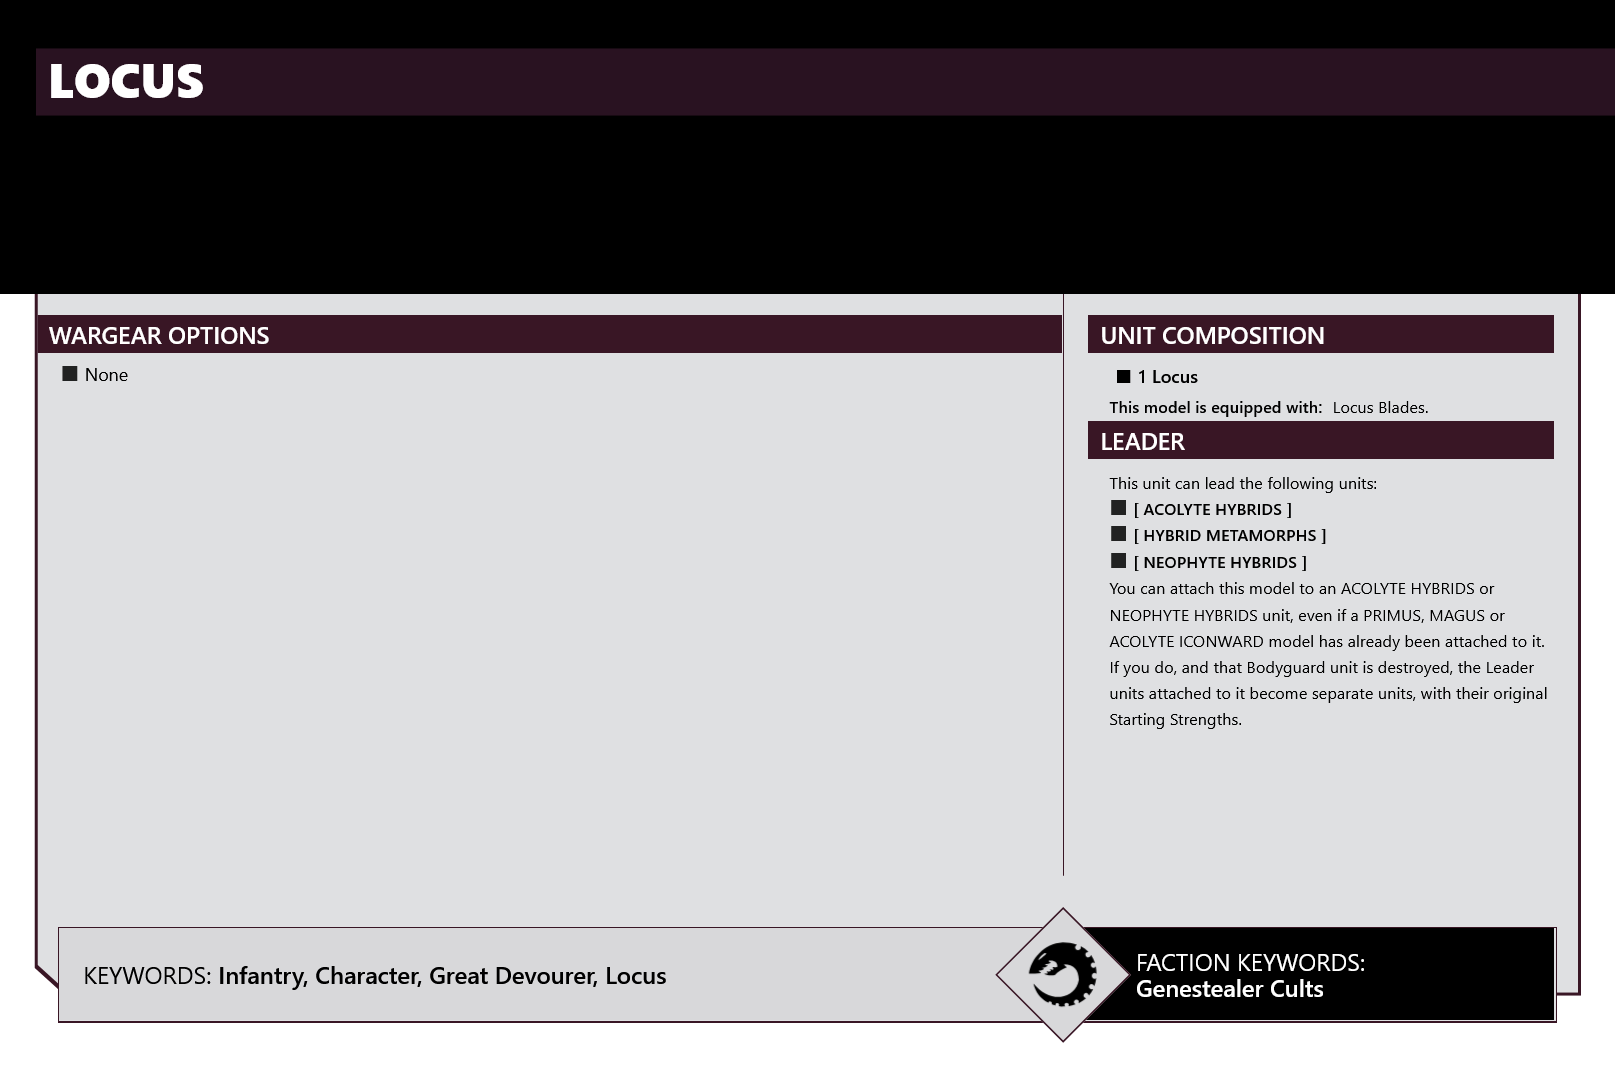 LOCUS
WARGEAR OPTIONS
None
UNIT COMPOSITION
1 Locus
This model is equipped with: Locus Blades.
LEADER
This unit can lead the following units:
[ ACOLYTE HYBRIDS ]
[ HYBRID METAMORPHS ]
[ NEOPHYTE HYBRIDS ]
You can attach this model to an ACOLYTE HYBRIDS or
NEOPHYTE HYBRIDS unit, even if a PRIMUS, MAGUS or
ACOLYTE ICONWARD model has already been attached to it.
If you do, and that Bodyguard unit is destroyed, the Leader
units attached to it become separate units, with their original
Starting Strengths.
KEYWORDS: Infantry, Character, Great Devourer, Locus
FACTION KEYWORDS:
Genestealer Cults